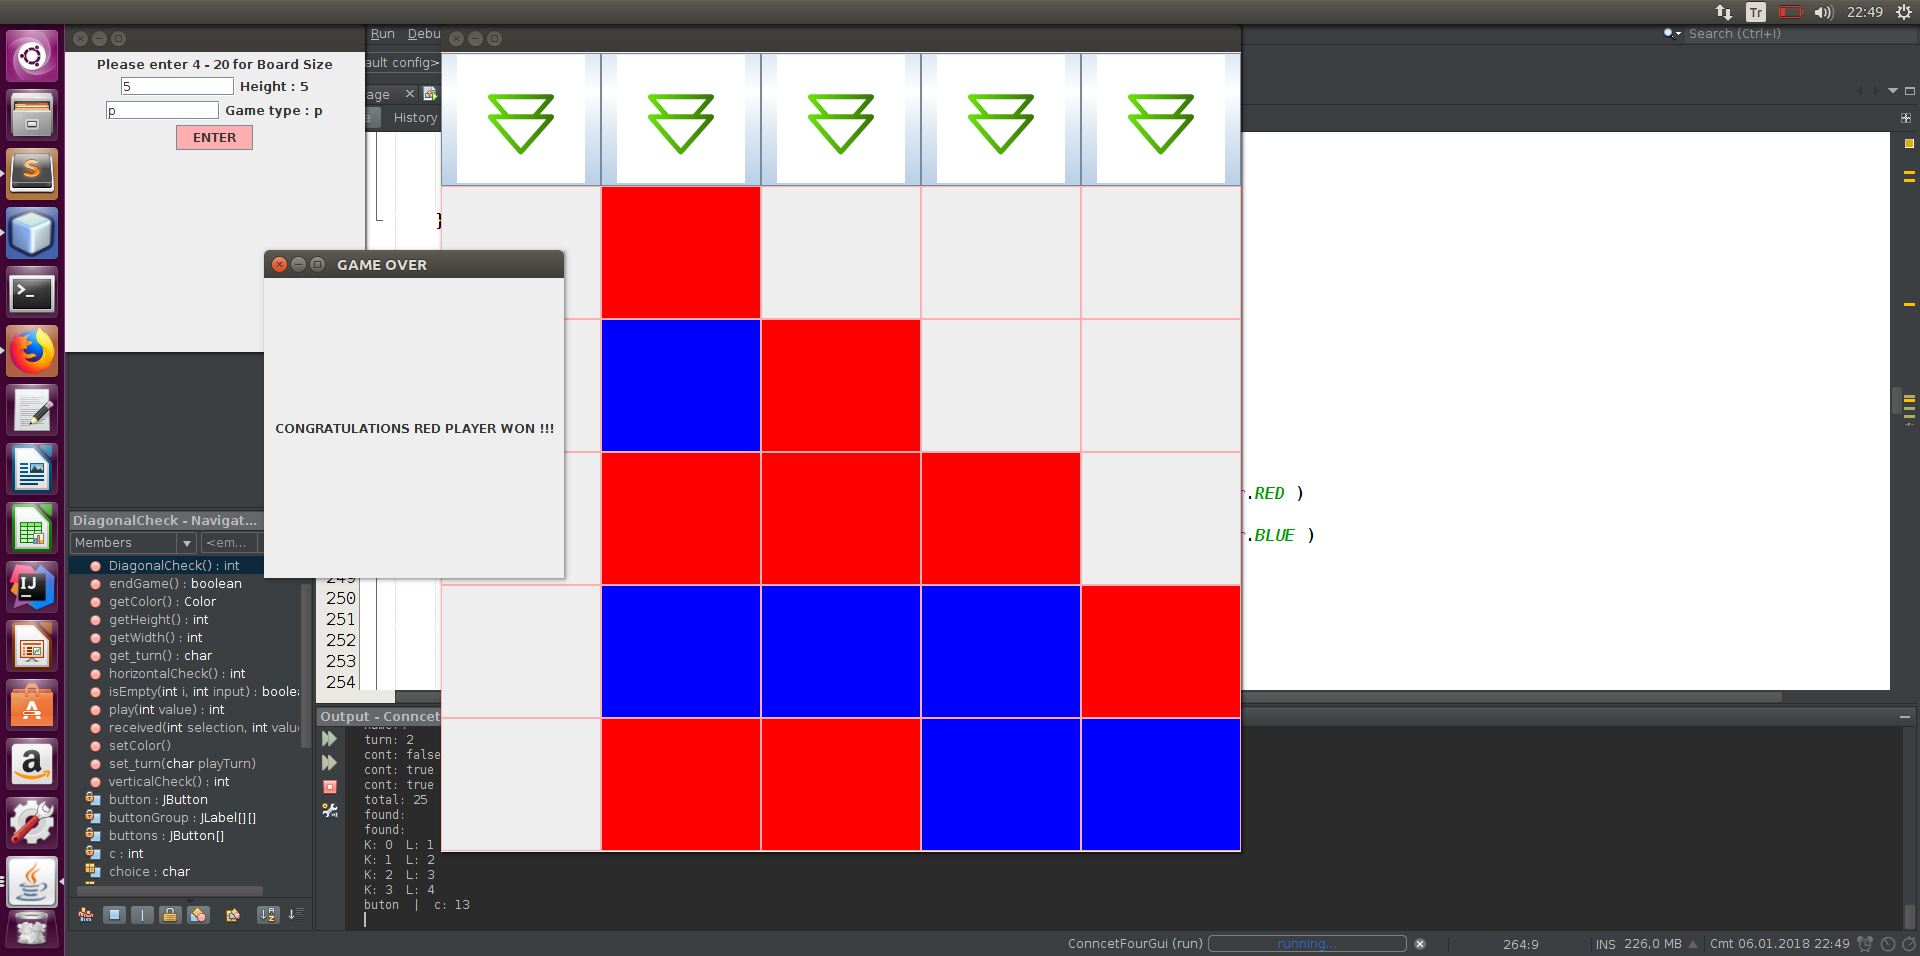 Tr
22:49
Run Debu
Search (Ctrl+I)
Please enter 4 - 20 for Board Size
5 Height : 5
p Game type : p
ENTER
ault config>
age
History
}
GAME OVER
CONGRATULATIONS RED PLAYER WON !!!
.RED )
.BLUE )
DiagonalCheck - Navigat...
Members
<em...
DiagonalCheck() : int
endGame() : boolean
getColor() : Color
getHeight() : int
getWidth() : int
get_turn() : char
horizontalCheck() : int
isEmpty(int i, int input) : boolea
play(int value) : int
received(int selection, int valu
setColor()
set_turn(char playTurn)
verticalCheck() : int
button : JButton
buttonGroup : JLabel[][]
buttons : JButton[]
c : int
choice : char
249
250
251
252
253
254
Output - Conncet
turn: 2
cont: false
cont: true
cont: true
total: 25
found:
found:
K: 0 L: 1
K: 1 L: 2
K: 2 L: 3
K: 3 L: 4
buton | c: 13
ConncetFourGui (run)
running...
264:9
INS
226,0 MB
Cmt 06.01.2018 22:49